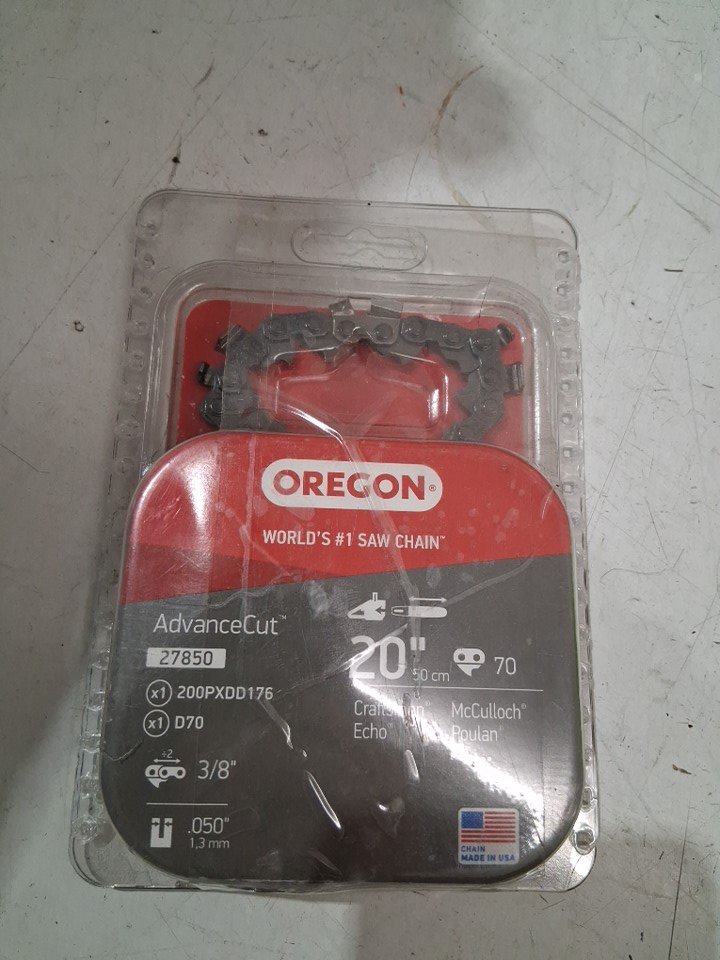 OREGON®
WORLD'S #1 SAW CHAIN™
AdvanceCut™
27850
x1 200PXDD176
x1 D70
÷2
3/8"
.050"
1,3 mm
20"
50 cm
70
Craftsman® McCulloch®
Echo® Poulan®
CHAIN
MADE IN USA